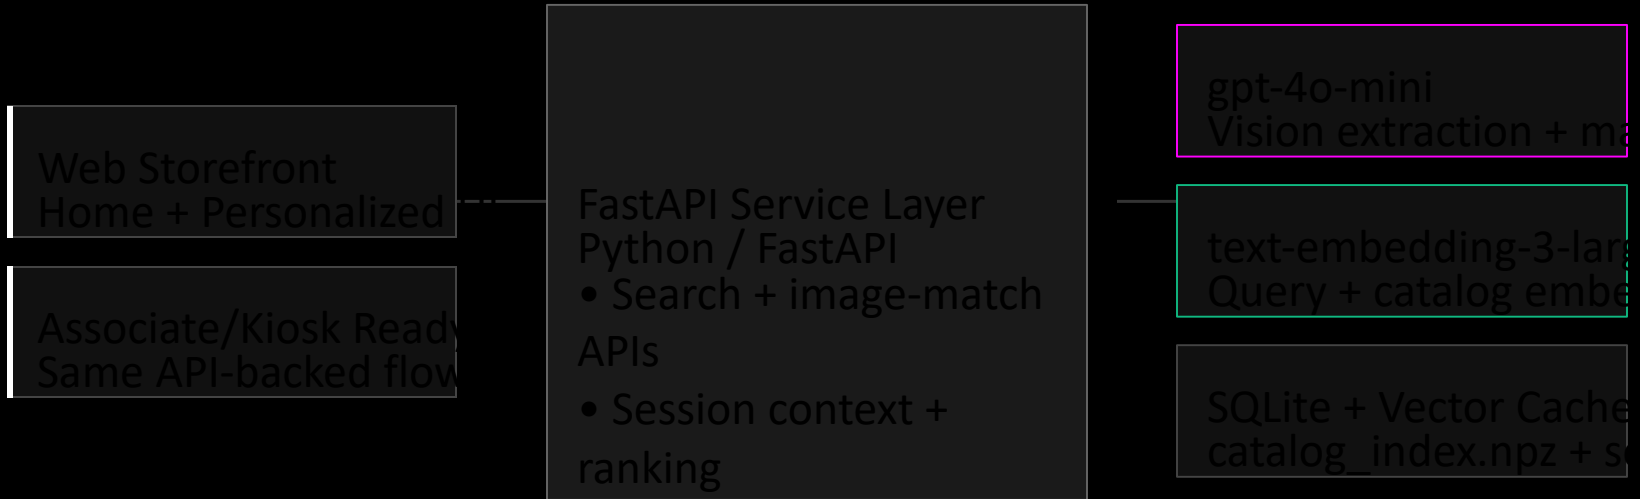 Web Storefront
Home + Personalized
Associate/Kiosk Ready
Same API-backed flow
FastAPI Service Layer
Python / FastAPI
• Search + image-match
APIs
• Session context +
ranking
gpt-4o-mini
Vision extraction +
text-embedding-3-larg
Query + catalog embe
SQLite + Vector Cache
catalog_index.npz +